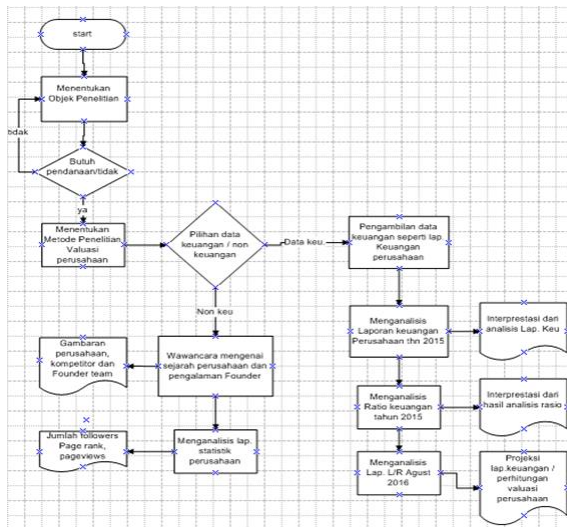 start
Menentukan
Objek Penelitian
tidak
Butuh
pendanaan/tidak
ya
Menentukan
Metode Penelitian
Valuasi
perusahaan
Pilihan data
keuangan / non
keuangan
Data keu.
Pengambilan data
keuangan seperti lap.
Keuangan
perusahaan
Non keu
Menganalisis
Laporan keuangan
Perusahaan thn 2015
Interprestasi dari
analisis Lap. Keu
Gambaran
perusahaan,
kompetitor dan
Founder team
Wawancara mengenai
sejarah perusahaan dan
pengalaman Founder
Menganalisis
Ratio keuangan
tahun 2015
Interprestasi dari
hasil analisis rasio
Jumlah followers
Page rank,
pageviews
Menganalisis lap.
statistik
perusahaan
Menganalisis
Lap. L/R Agust
2016
Projeksi
lap.keuangan /
perhitungan
valuasi
perusahaan